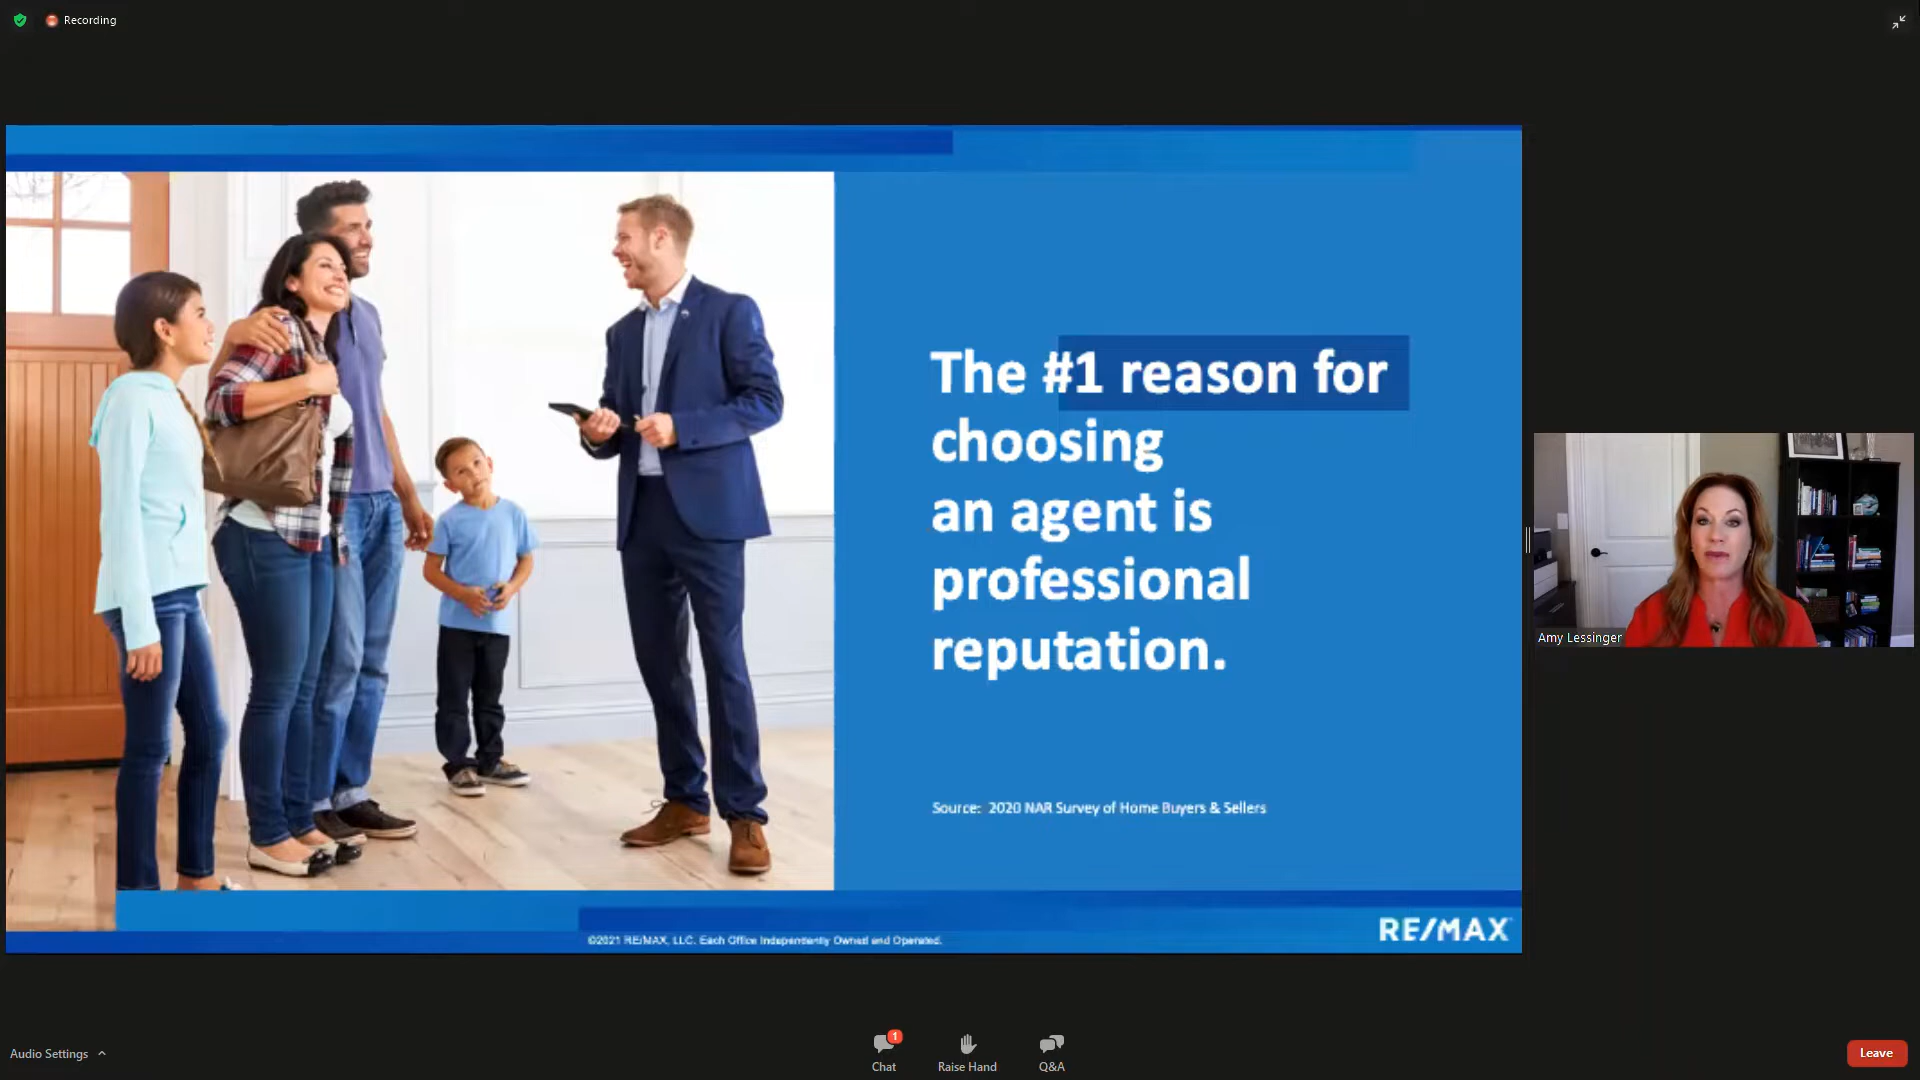 Recording
The #1 reason for
choosing
an agent is
professional
reputation.
Source: 2020 NAR Survey of Home Buyers & Sellers
©2021 RE/MAX, LLC. Each Office Independently Owned and Operated.
RE/MAX
Amy Lessinger
Audio Settings
1
Chat
Raise Hand
Q&A
Leave